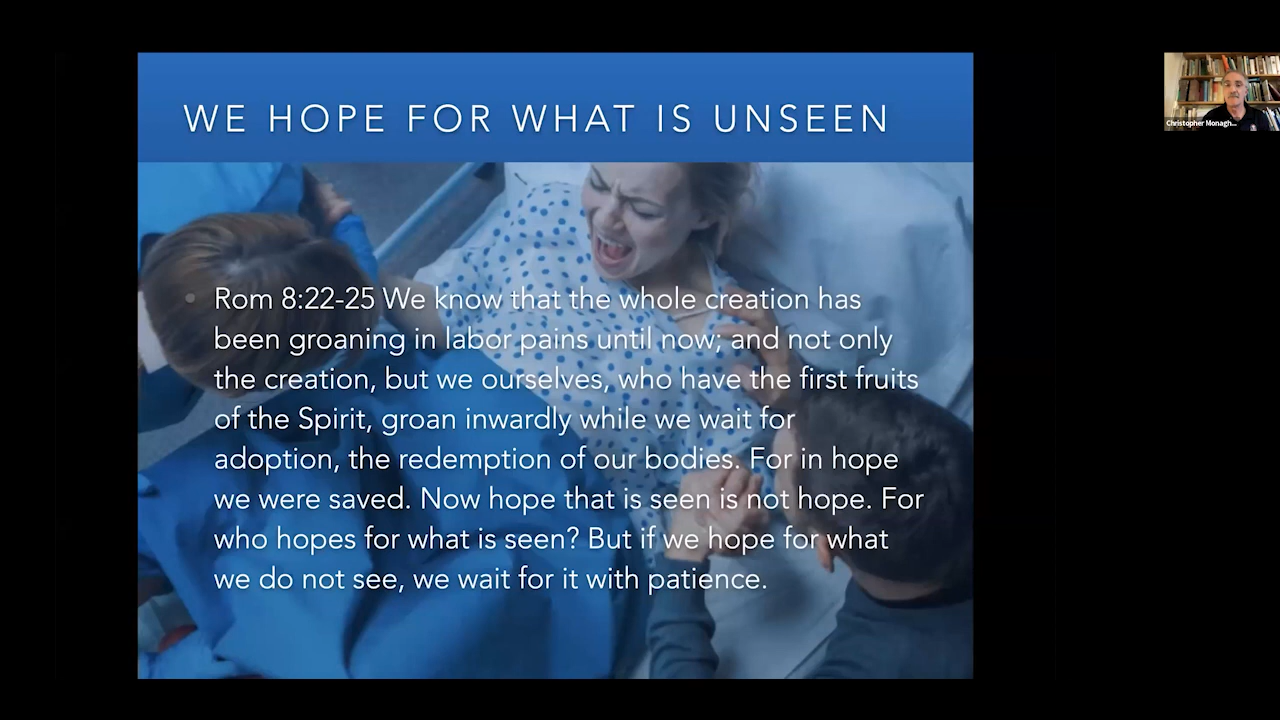 WE HOPE FOR WHAT IS UNSEEN
Rom 8:22-25 We know that the whole creation has
been groaning in labor pains until now; and not only
the creation, but we ourselves, who have the first fruits
of the Spirit, groan inwardly while we wait for
adoption, the redemption of our bodies. For in hope
we were saved. Now hope that is seen is not hope. For
who hopes for what is seen? But if we hope for what
we do not see, we wait for it with patience.
Christopher Monagh...